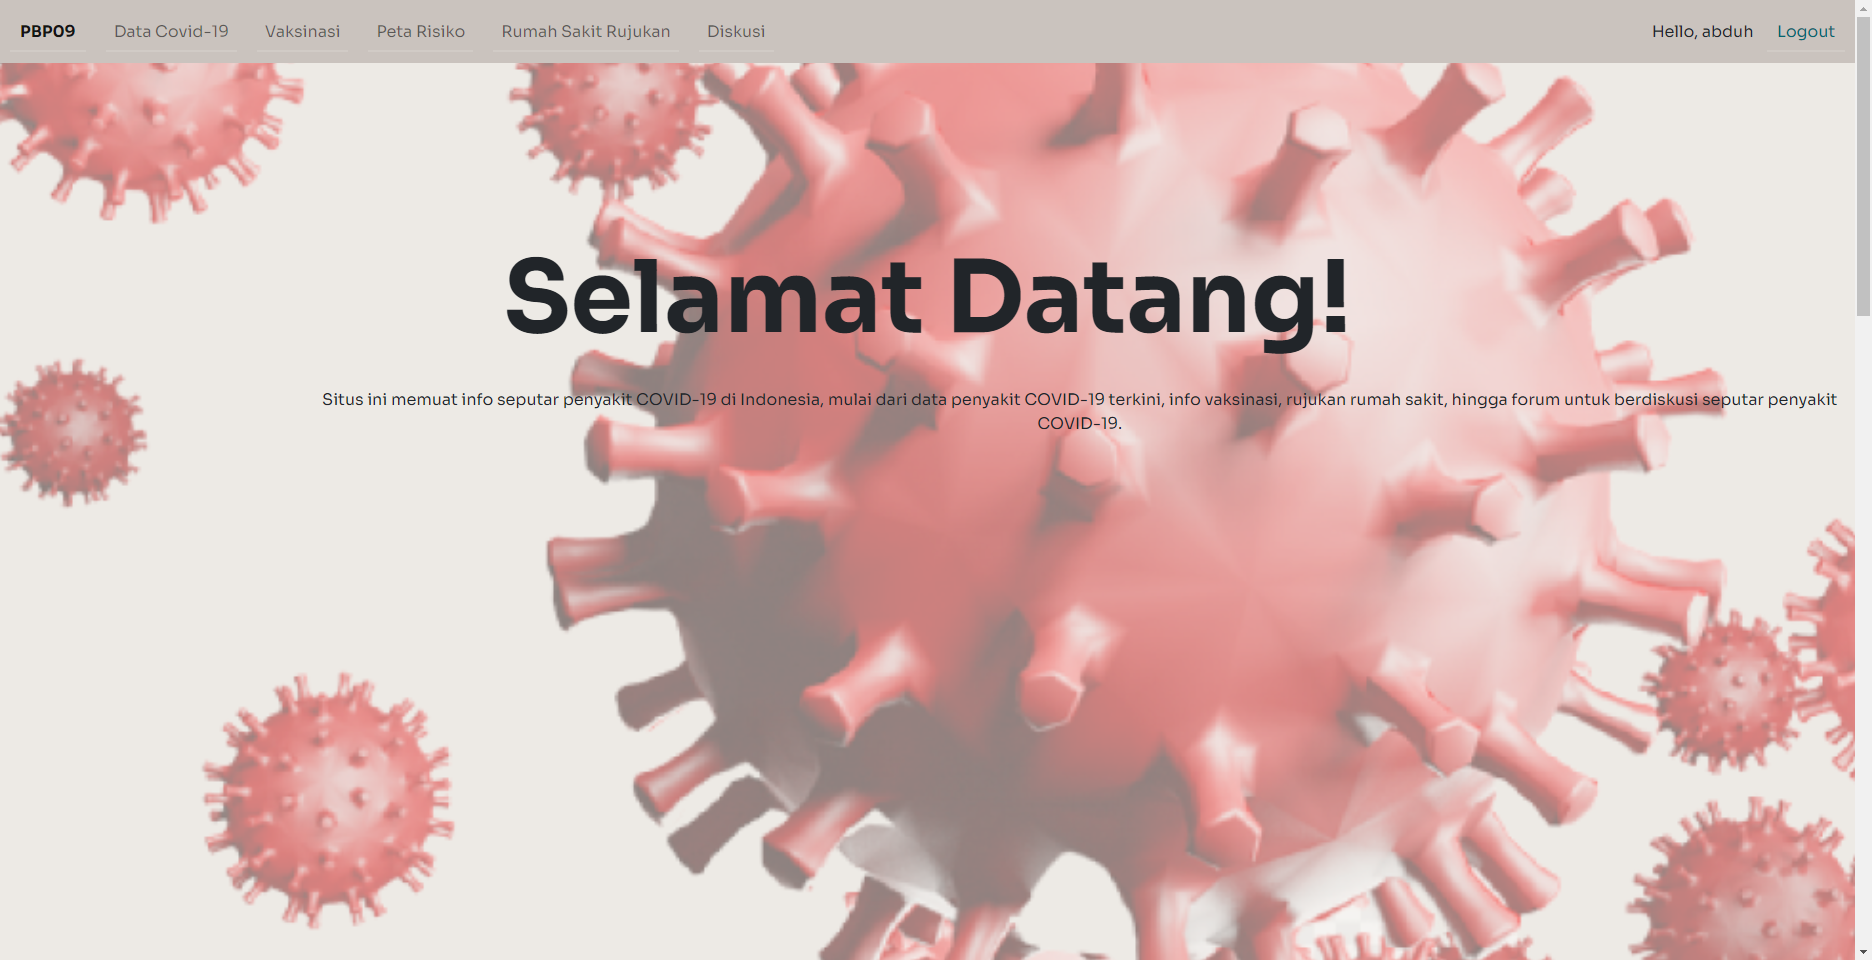 PBP09 Data Covid-19 Vaksinasi Peta Risiko Rumah Sakit Rujukan Diskusi Hello, abduh Logout
Selamat Datang!
Situs ini memuat info seputar penyakit COVID-19 di Indonesia, mulai dari data penyakit COVID-19 terkini, info vaksinasi, rujukan rumah sakit, hingga forum untuk berdiskusi seputar penyakit
COVID-19.